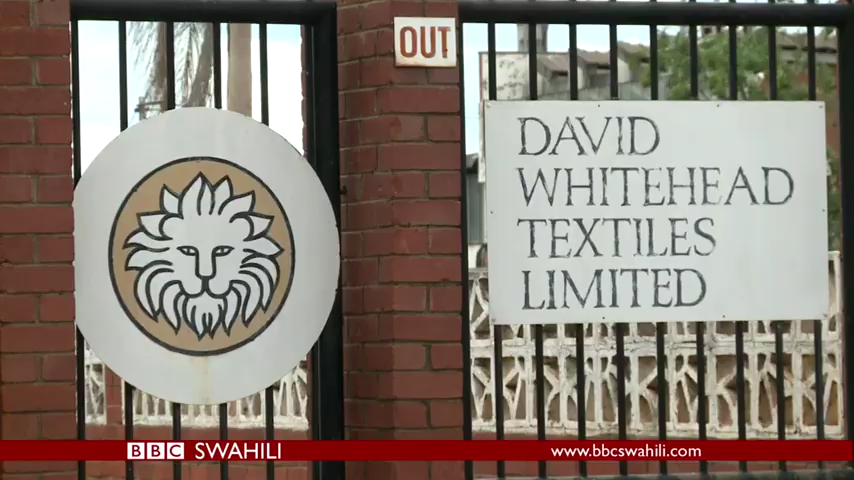 OUT
DAVID
WHITEHEAD
TEXTILES
LIMITED
BBC SWAHILI
www.bbcswahili.com